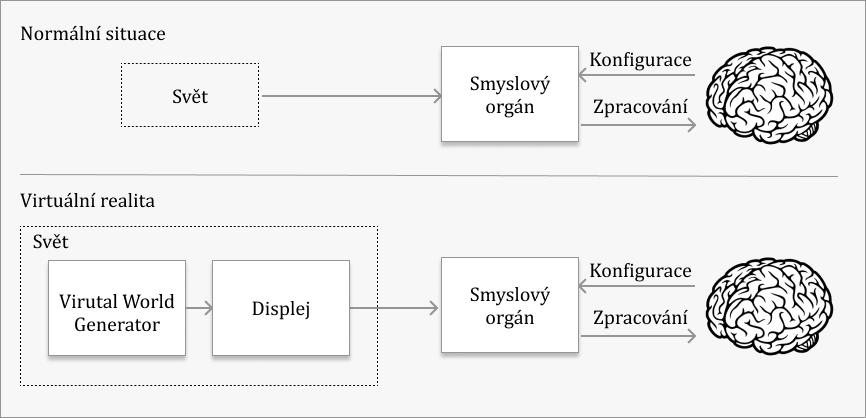 Normální situace
Svět
Smyslový
orgán
Konfigurace
Zpracování
Virtuální realita
Svět
Virutal World
Generator
Displej
Smyslový
orgán
Konfigurace
Zpracování